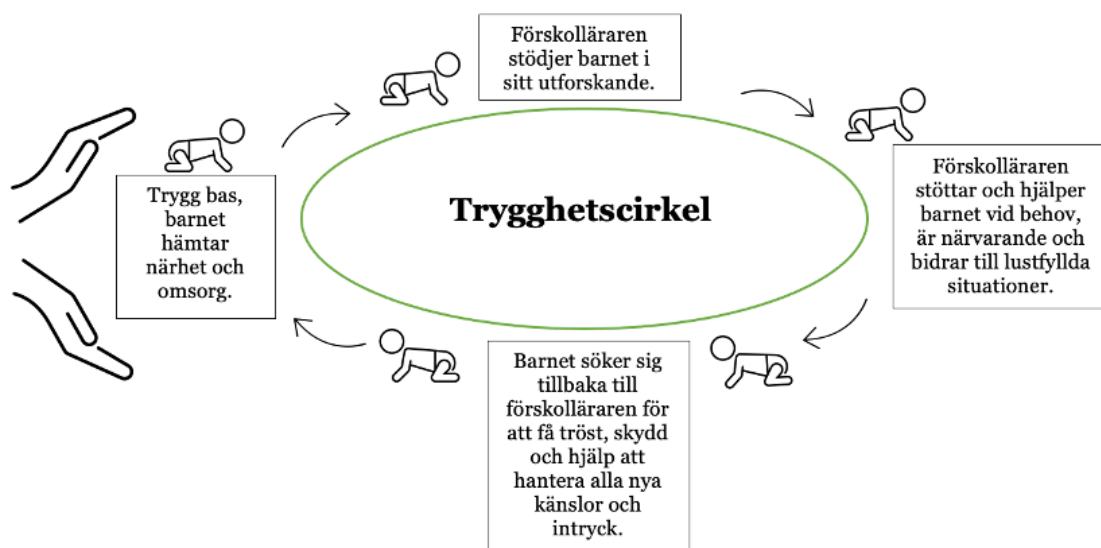 Förskolläraren
stödjer barnet i
sitt utforskande.
Trygg bas,
barnet
hämtar
närhet och
omsorg.
Trygghetscirkel
Förskolläraren
stöttar och hjälper
barnet vid behov,
är närvarande och
bidrar till lustfyllda
situationer.
Barnet söker sig
tillbaka till
förskolläraren för
att få tröst, skydd
och hjälp att
hantera alla nya
känslor och
intryck.